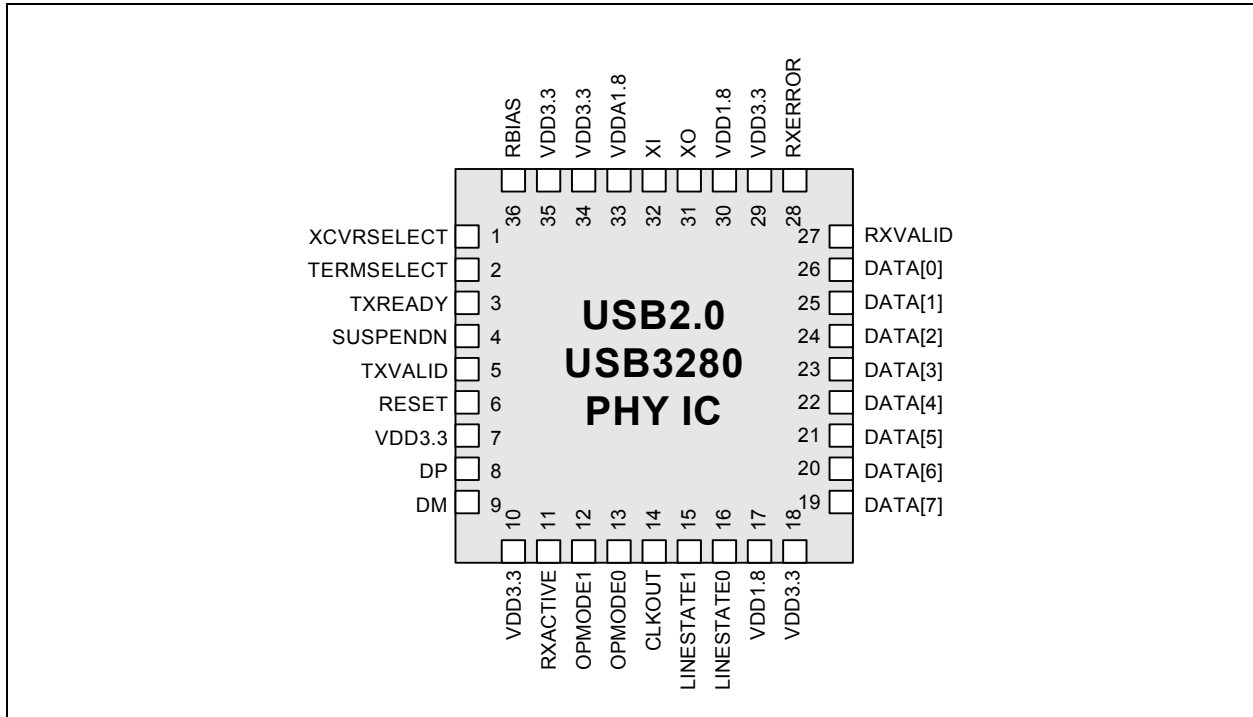 RBIAS
VDD3.3
VDD3.3
VDDA1.8
XI
XO
VDD1.8
VDD3.3
RXERROR
36
35
34
33
32
31
30
29
28
XCVRSELECT 1
TERMSELECT 2
TXREADY 3
SUSPENDN 4
TXVALID 5
RESET 6
VDD3.3 7
DP 8
DM 9
USB2.0
USB3280
PHY IC
27 RXVALID
26 DATA[0]
25 DATA[1]
24 DATA[2]
23 DATA[3]
22 DATA[4]
21 DATA[5]
20 DATA[6]
19 DATA[7]
10
11
12
13
14
15
16
17
18
VDD3.3
RXACTIVE
OPMODE1
OPMODE0
CLKOUT
LINESTATE1
LINESTATE0
VDD1.8
VDD3.3